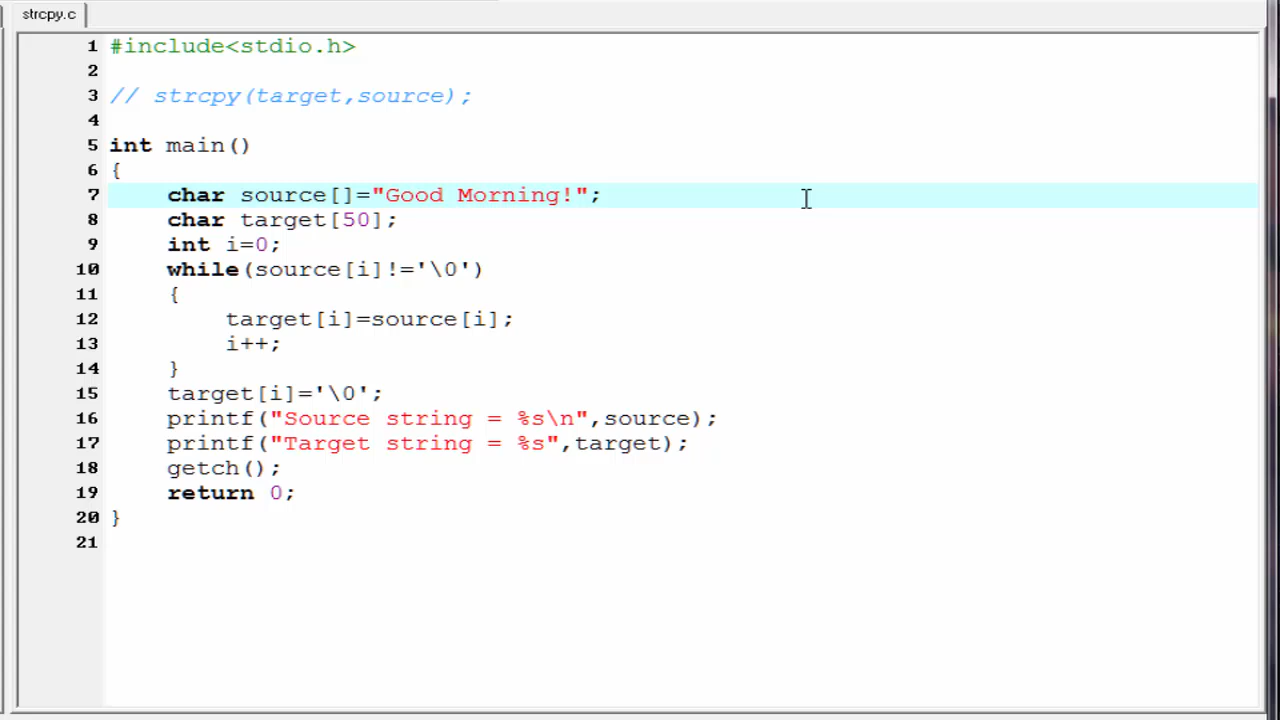 strcpy.c
1 #include<stdio.h>
2
3 // strcpy(target,source);
4
5 int main()
6 {
7 char source[]="Good Morning!";
8 char target[50];
9 int i=0;
10 while(source[i]!='\0')
11 {
12 target[i]=source[i];
13 i++;
14 }
15 target[i]='\0';
16 printf("Source string = %s\n",source);
17 printf("Target string = %s",target);
18 getch();
19 return 0;
20 }
21